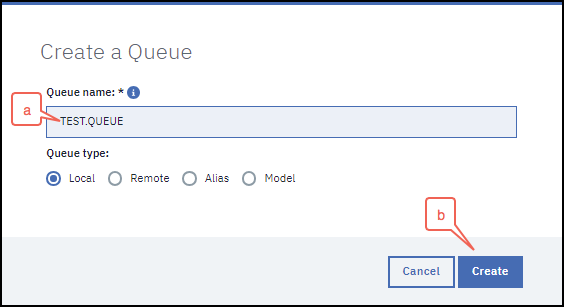 Create a Queue
Queue name: * i
a
TEST.QUEUE
Queue type:
Local Remote Alias Model
b
Cancel Create